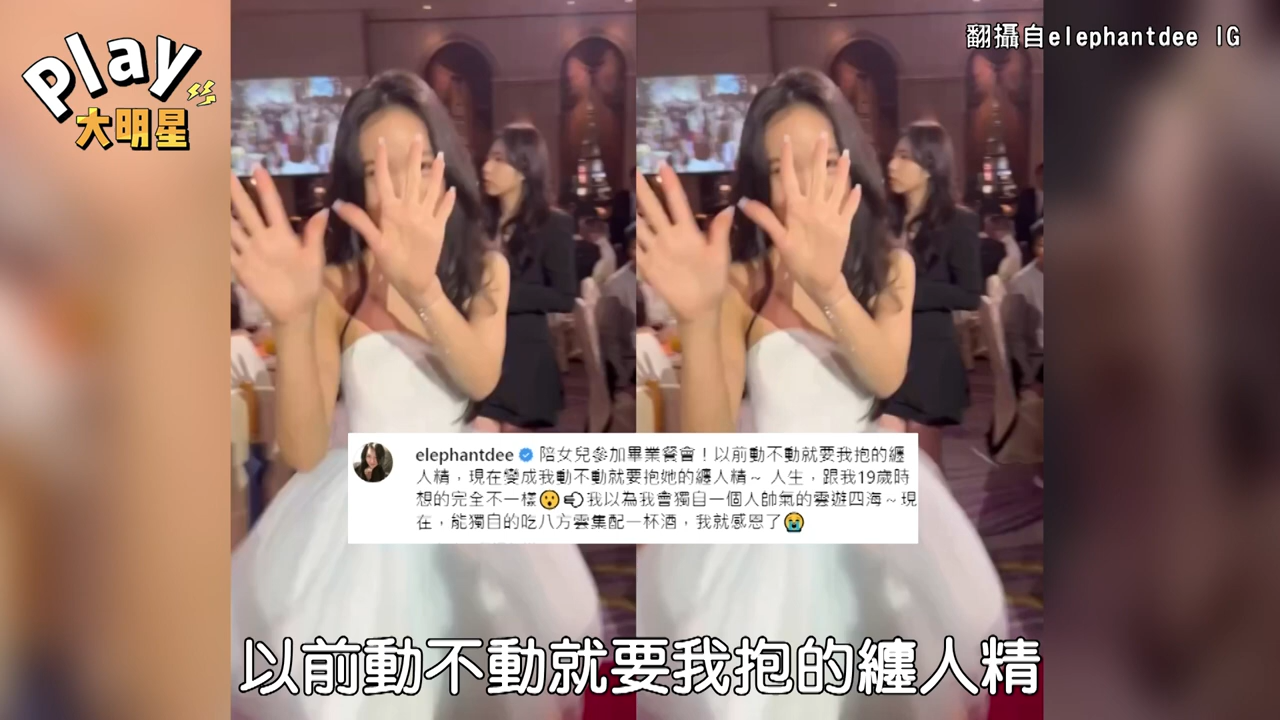 Play
大明星
翻攝自elephantdee IG
elephantdee 陪女兒參加畢業餐會！以前動不動就要我抱的纏
人精，現在變成我動不動就要抱她的纏人精～ 人生，跟我19歲時
想的完全不一樣😮💨我以為我會獨自一個人帥氣的雲遊四海～現
在，能獨自的吃八方雲集配一杯酒，我就感恩了😭
以前動不動就要我抱的纏人精